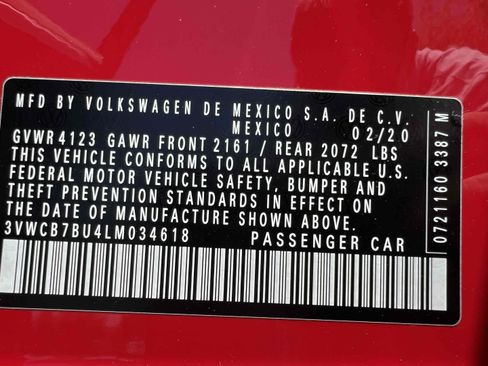 MFD BY VOLKSWAGEN DE MEXICO S.A. DE C.V.
MEXICO 02/20
GVWR 4123 GAWR FRONT 2161 / REAR 2072 LBS
THIS VEHICLE CONFORMS TO ALL APPLICABLE U.S.
FEDERAL MOTOR VEHICLE SAFETY, BUMPER AND
THEFT PREVENTION STANDARDS IN EFFECT ON
THE DATE OF MANUFACTURE SHOWN ABOVE.
3VWCB7BU4LM034618 PASSENGER CAR
0721160 3387 M